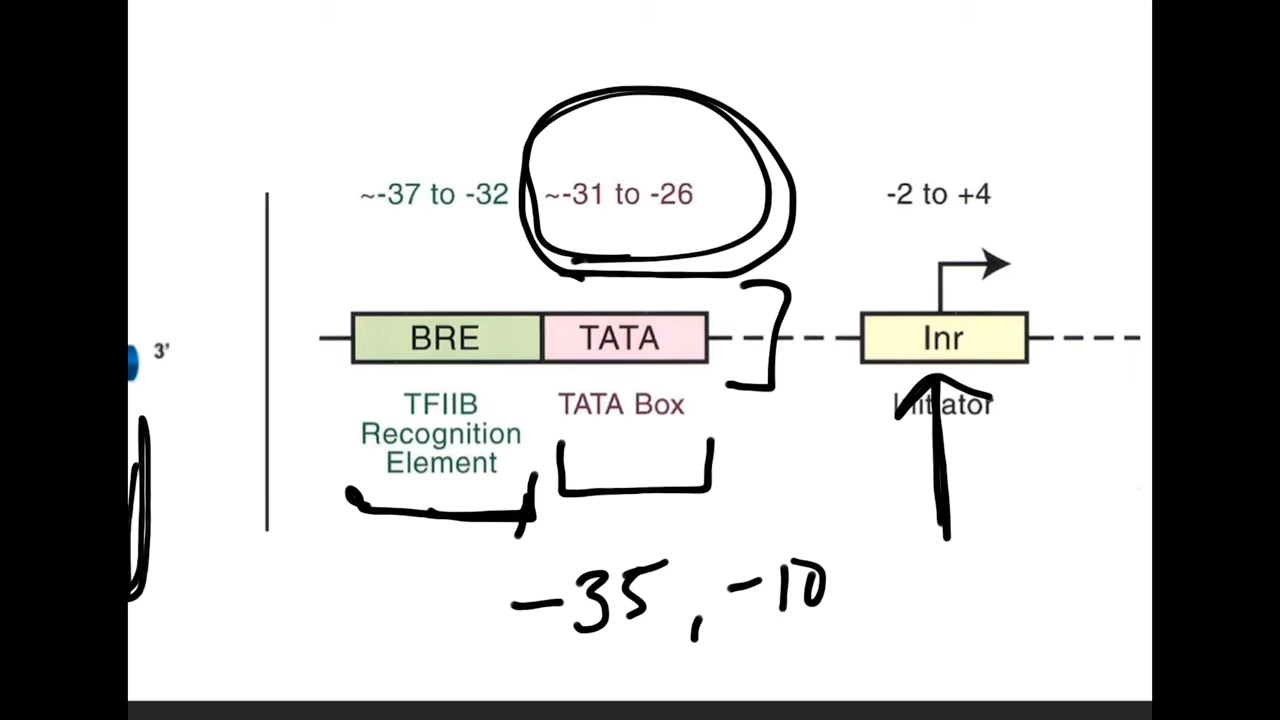 ~-37 to -32 ~-31 to -26 -2 to +4
3'
BRE TATA Inr
TFIIB Recognition Element
TATA Box
Initiator
-35, -10